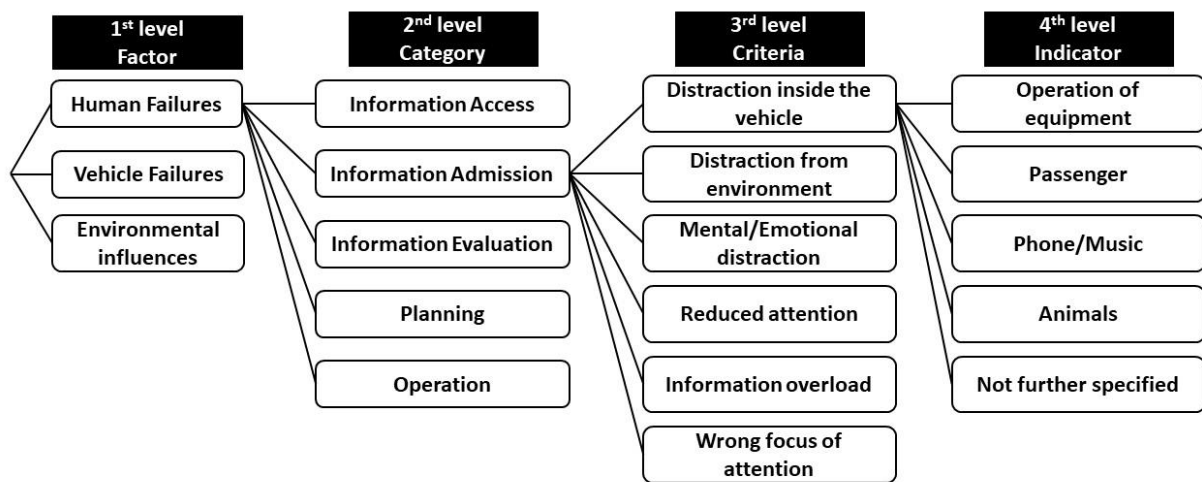 1st level
Factor
2nd level
Category
3rd level
Criteria
4th level
Indicator
Human Failures
Vehicle Failures
Environmental
influences
Information Access
Information Admission
Information Evaluation
Planning
Operation
Distraction inside the
vehicle
Distraction from
environment
Mental/Emotional
distraction
Reduced attention
Information overload
Wrong focus of
attention
Operation of
equipment
Passenger
Phone/Music
Animals
Not further specified